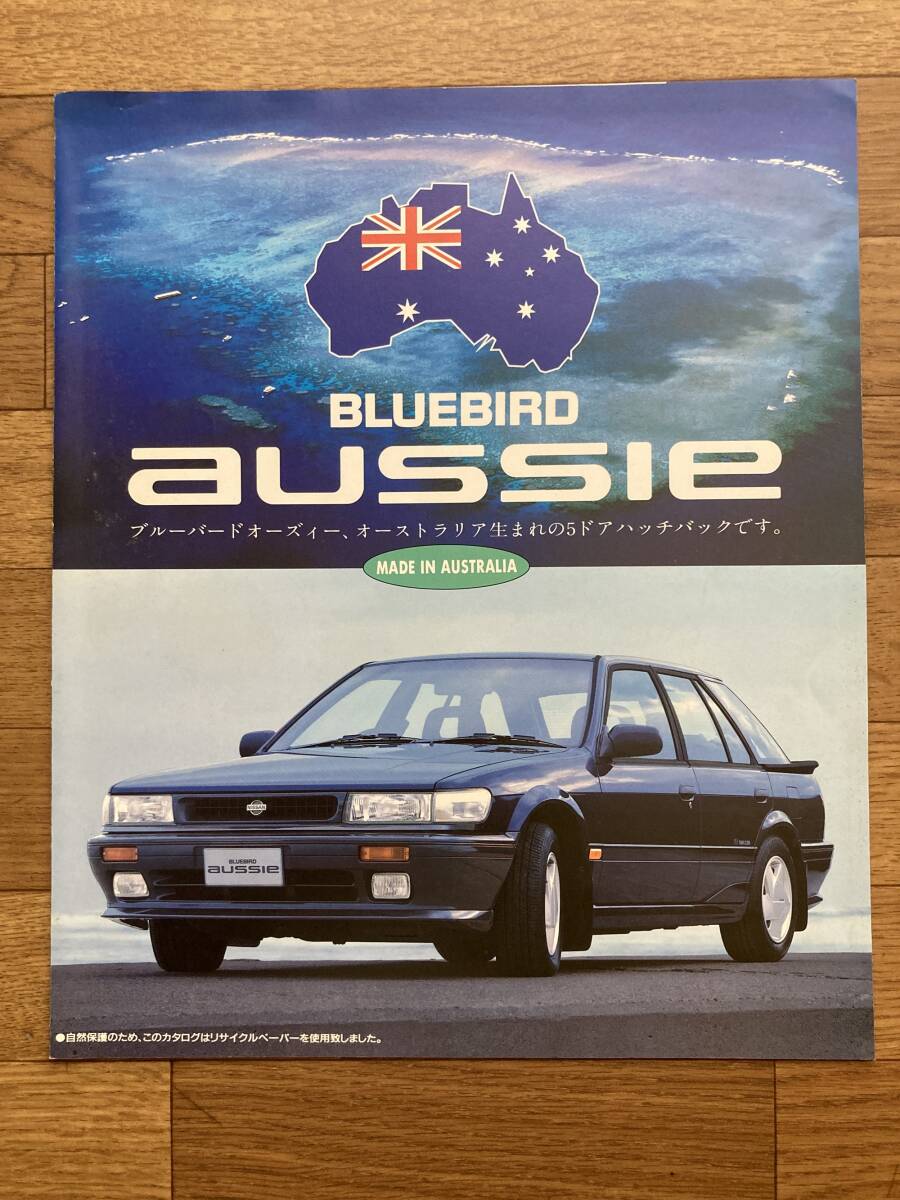 BLUEBIRD
aussie
ブルーバードオーズィー、オーストラリア生まれの5ドアハッチバックです。
MADE IN AUSTRALIA
NISSAN
BLUEBIRD
aussie
●自然保護のため、このカタログはリサイクルペーパーを使用致しました。